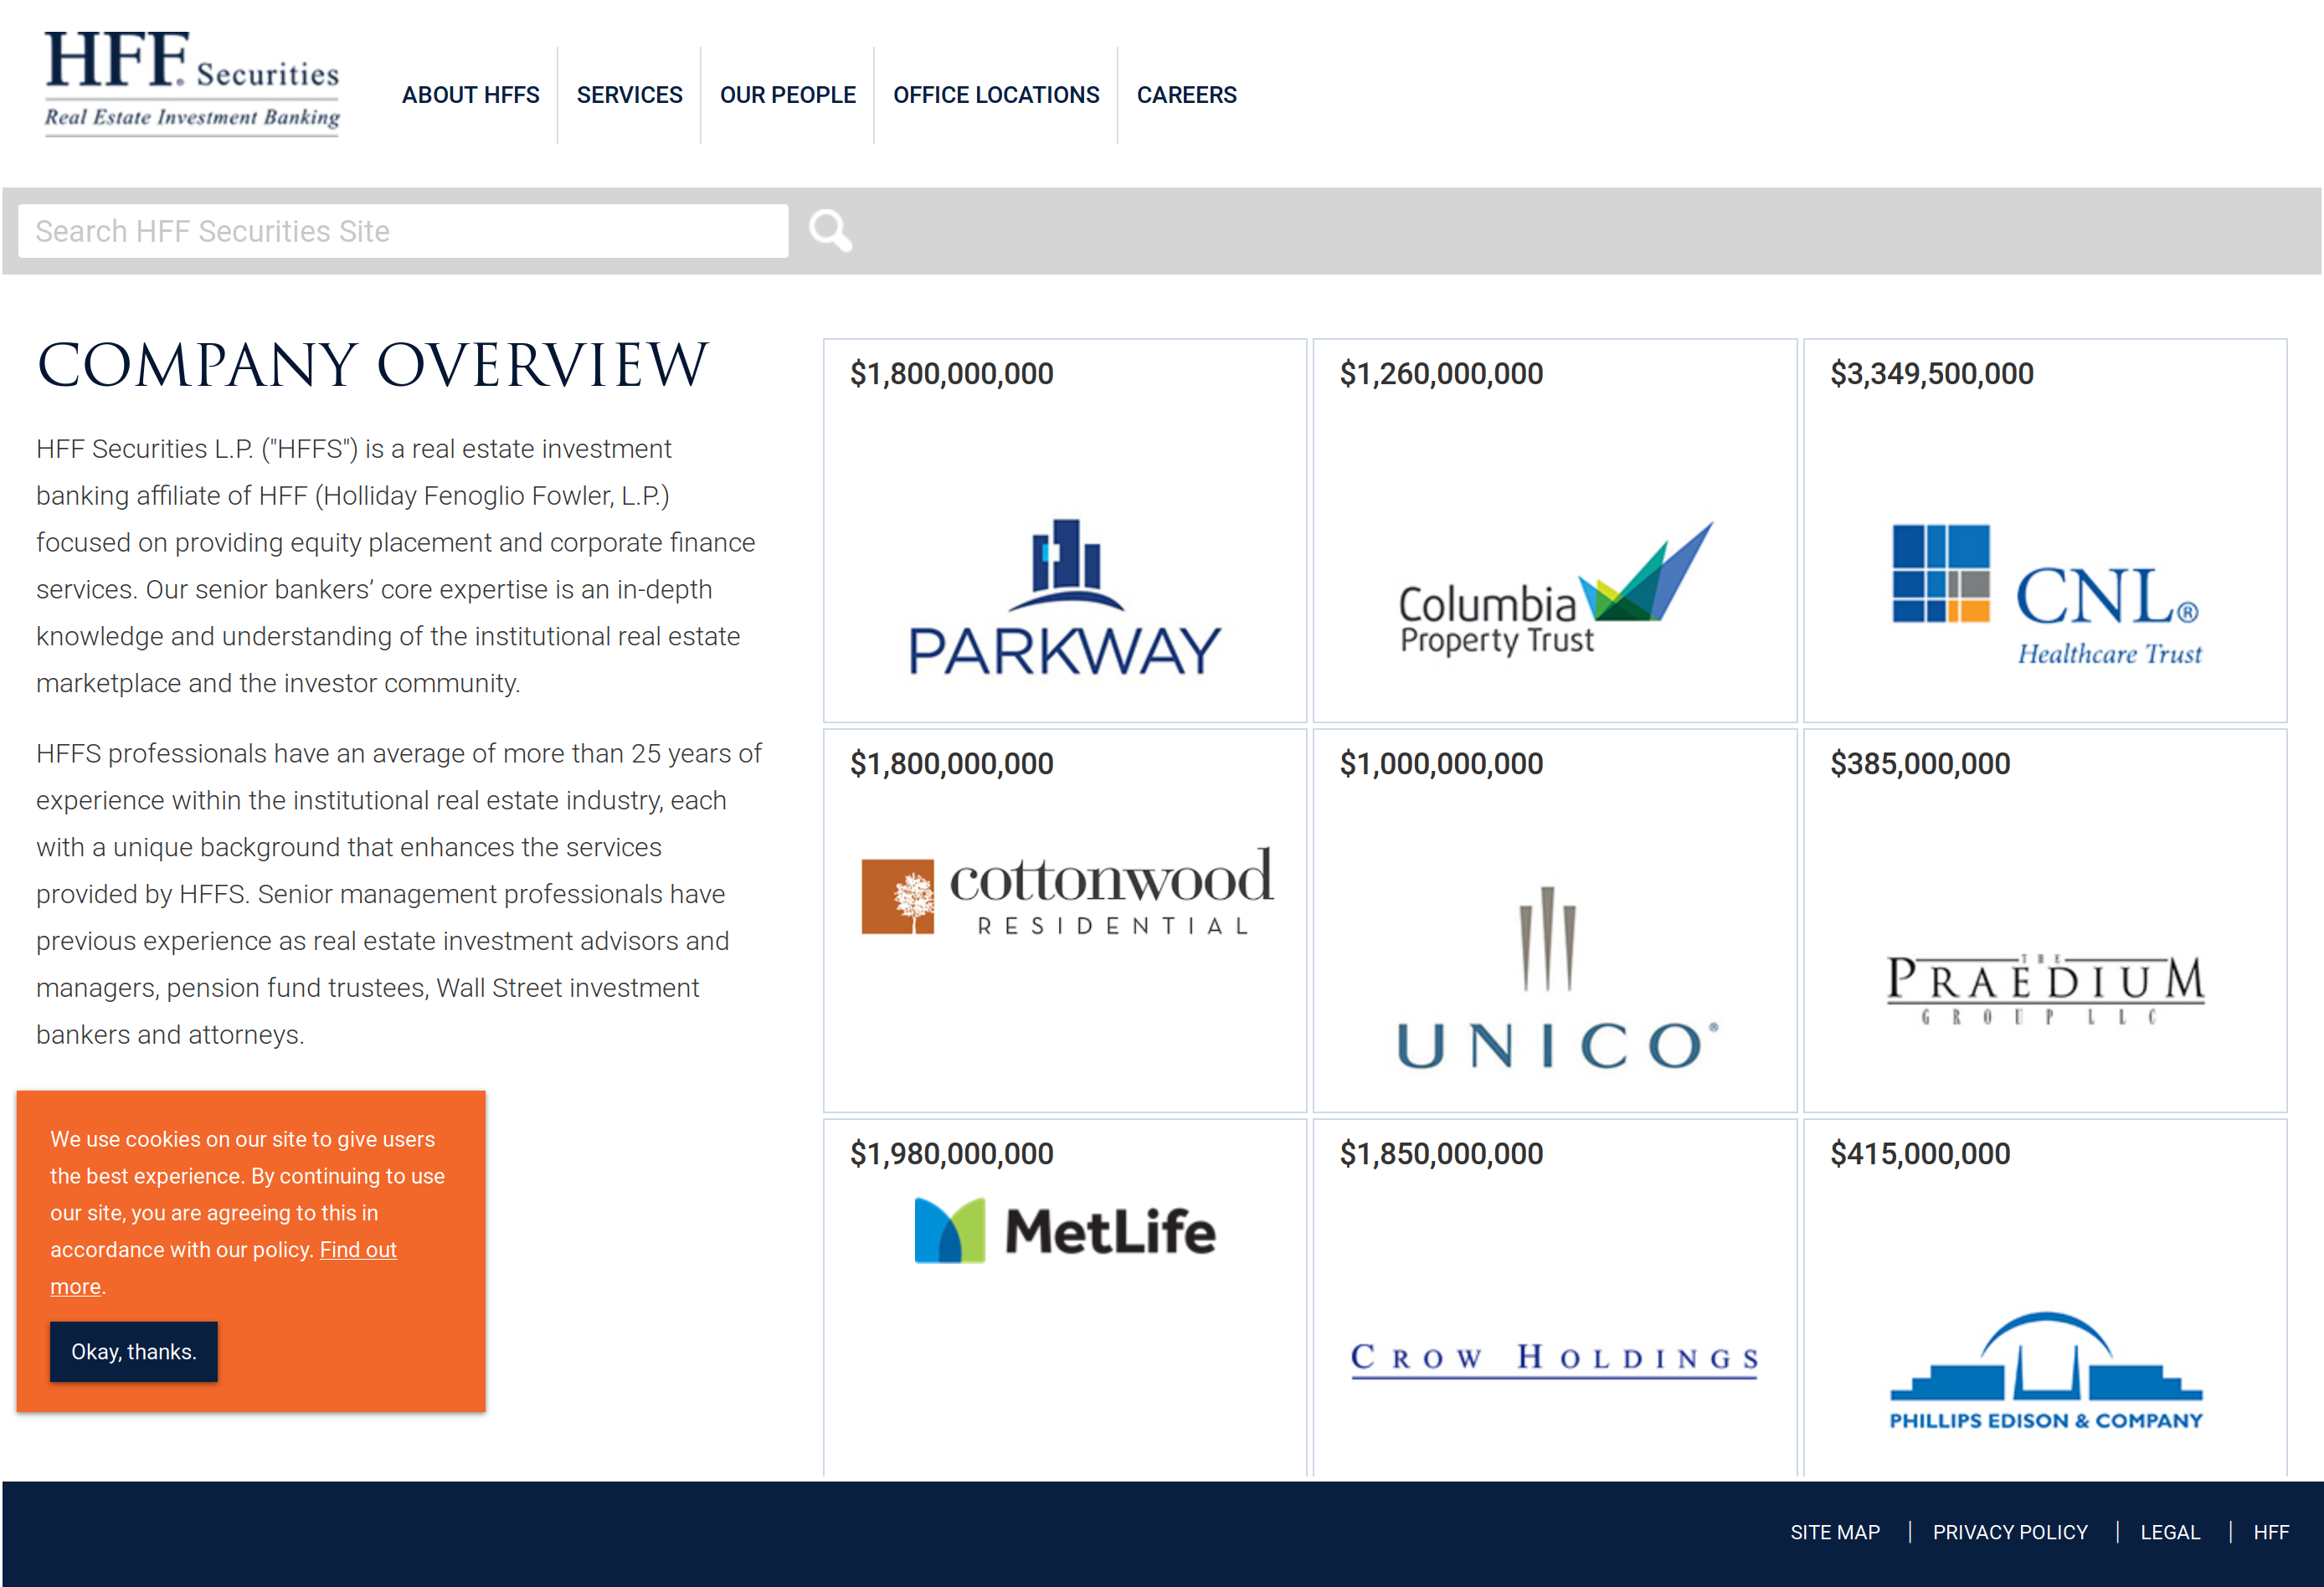 HFF® Securities
Real Estate Investment Banking
ABOUT HFFS
SERVICES
OUR PEOPLE
OFFICE LOCATIONS
CAREERS
Search HFF Securities Site
COMPANY OVERVIEW
HFF Securities L.P. ("HFFS") is a real estate investment
banking affiliate of HFF (Holliday Fenoglio Fowler, L.P.)
focused on providing equity placement and corporate finance
services. Our senior bankers’ core expertise is an in-depth
knowledge and understanding of the institutional real estate
marketplace and the investor community.
HFFS professionals have an average of more than 25 years of
experience within the institutional real estate industry, each
with a unique background that enhances the services
provided by HFFS. Senior management professionals have
previous experience as real estate investment advisors and
managers, pension fund trustees, Wall Street investment
bankers and attorneys.
$1,800,000,000
PARKWAY
$1,260,000,000
Columbia
Property Trust
$3,349,500,000
CNL®
Healthcare Trust
$1,800,000,000
cottonwood
RESIDENTIAL
$1,000,000,000
UNICO®
$385,000,000
THE
PRAEDIUM
GROUP LLC
$1,980,000,000
MetLife
$1,850,000,000
CROW HOLDINGS
$415,000,000
PHILLIPS EDISON & COMPANY
We use cookies on our site to give users
the best experience. By continuing to use
our site, you are agreeing to this in
accordance with our policy. Find out
more.
Okay, thanks.
SITE MAP
PRIVACY POLICY
LEGAL
HFF